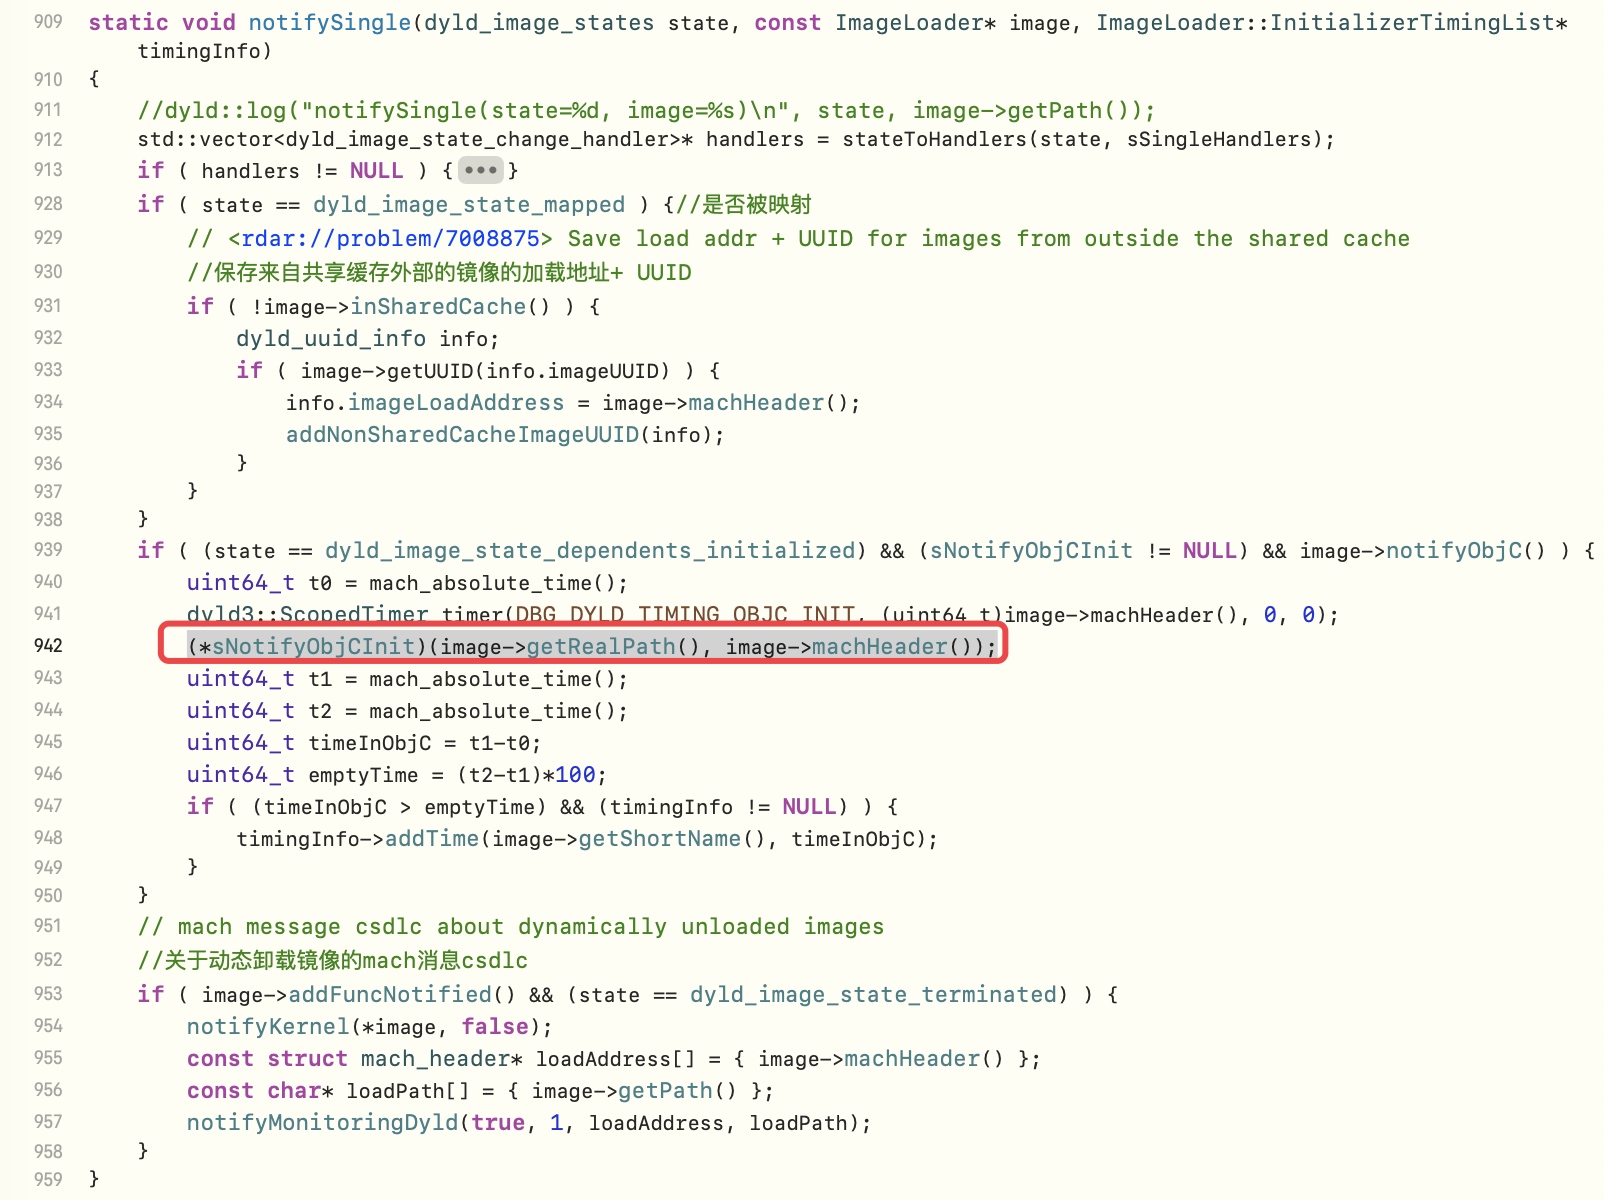 909 static void notifySingle(dyld_image_states state, const ImageLoader* image, ImageLoader::InitializerTimingList*
timingInfo)
910 {
911 //dyld::log("notifySingle(state=%d, image=%s)\n", state, image->getPath());
912 std::vector<dyld_image_state_change_handler>* handlers = stateToHandlers(state, sSingleHandlers);
913 if ( handlers != NULL ) {•••}
928 if ( state == dyld_image_state_mapped ) {//是否被映射
929 // <rdar://problem/7008875> Save load addr + UUID for images from outside the shared cache
930 //保存来自共享缓存外部的镜像的加载地址+ UUID
931 if ( !image->inSharedCache() ) {
932 dyld_uuid_info info;
933 if ( image->getUUID(info.imageUUID) ) {
934 info.imageLoadAddress = image->machHeader();
935 addNonSharedCacheImageUUID(info);
936 }
937 }
938 }
939 if ( (state == dyld_image_state_dependents_initialized) && (sNotifyObjCInit != NULL) && image->notifyObjC() ) {
940 uint64_t t0 = mach_absolute_time();
941 dyld3::ScopedTimer timer(DBG_DYLD_TIMING_OBJC_INIT, (uint64_t)image->machHeader(), 0, 0);
942 (*sNotifyObjCInit)(image->getRealPath(), image->machHeader());
943 uint64_t t1 = mach_absolute_time();
944 uint64_t t2 = mach_absolute_time();
945 uint64_t timeInObjC = t1-t0;
946 uint64_t emptyTime = (t2-t1)*100;
947 if ( (timeInObjC > emptyTime) && (timingInfo != NULL) ) {
948 timingInfo->addTime(image->getShortName(), timeInObjC);
949 }
950 }
951 // mach message csdlc about dynamically unloaded images
952 //关于动态卸载镜像的mach消息csdlc
953 if ( image->addFuncNotified() && (state == dyld_image_state_terminated) ) {
954 notifyKernel(*image, false);
955 const struct mach_header* loadAddress[] = { image->machHeader() };
956 const char* loadPath[] = { image->getPath() };
957 notifyMonitoringDyld(true, 1, loadAddress, loadPath);
958 }
959 }